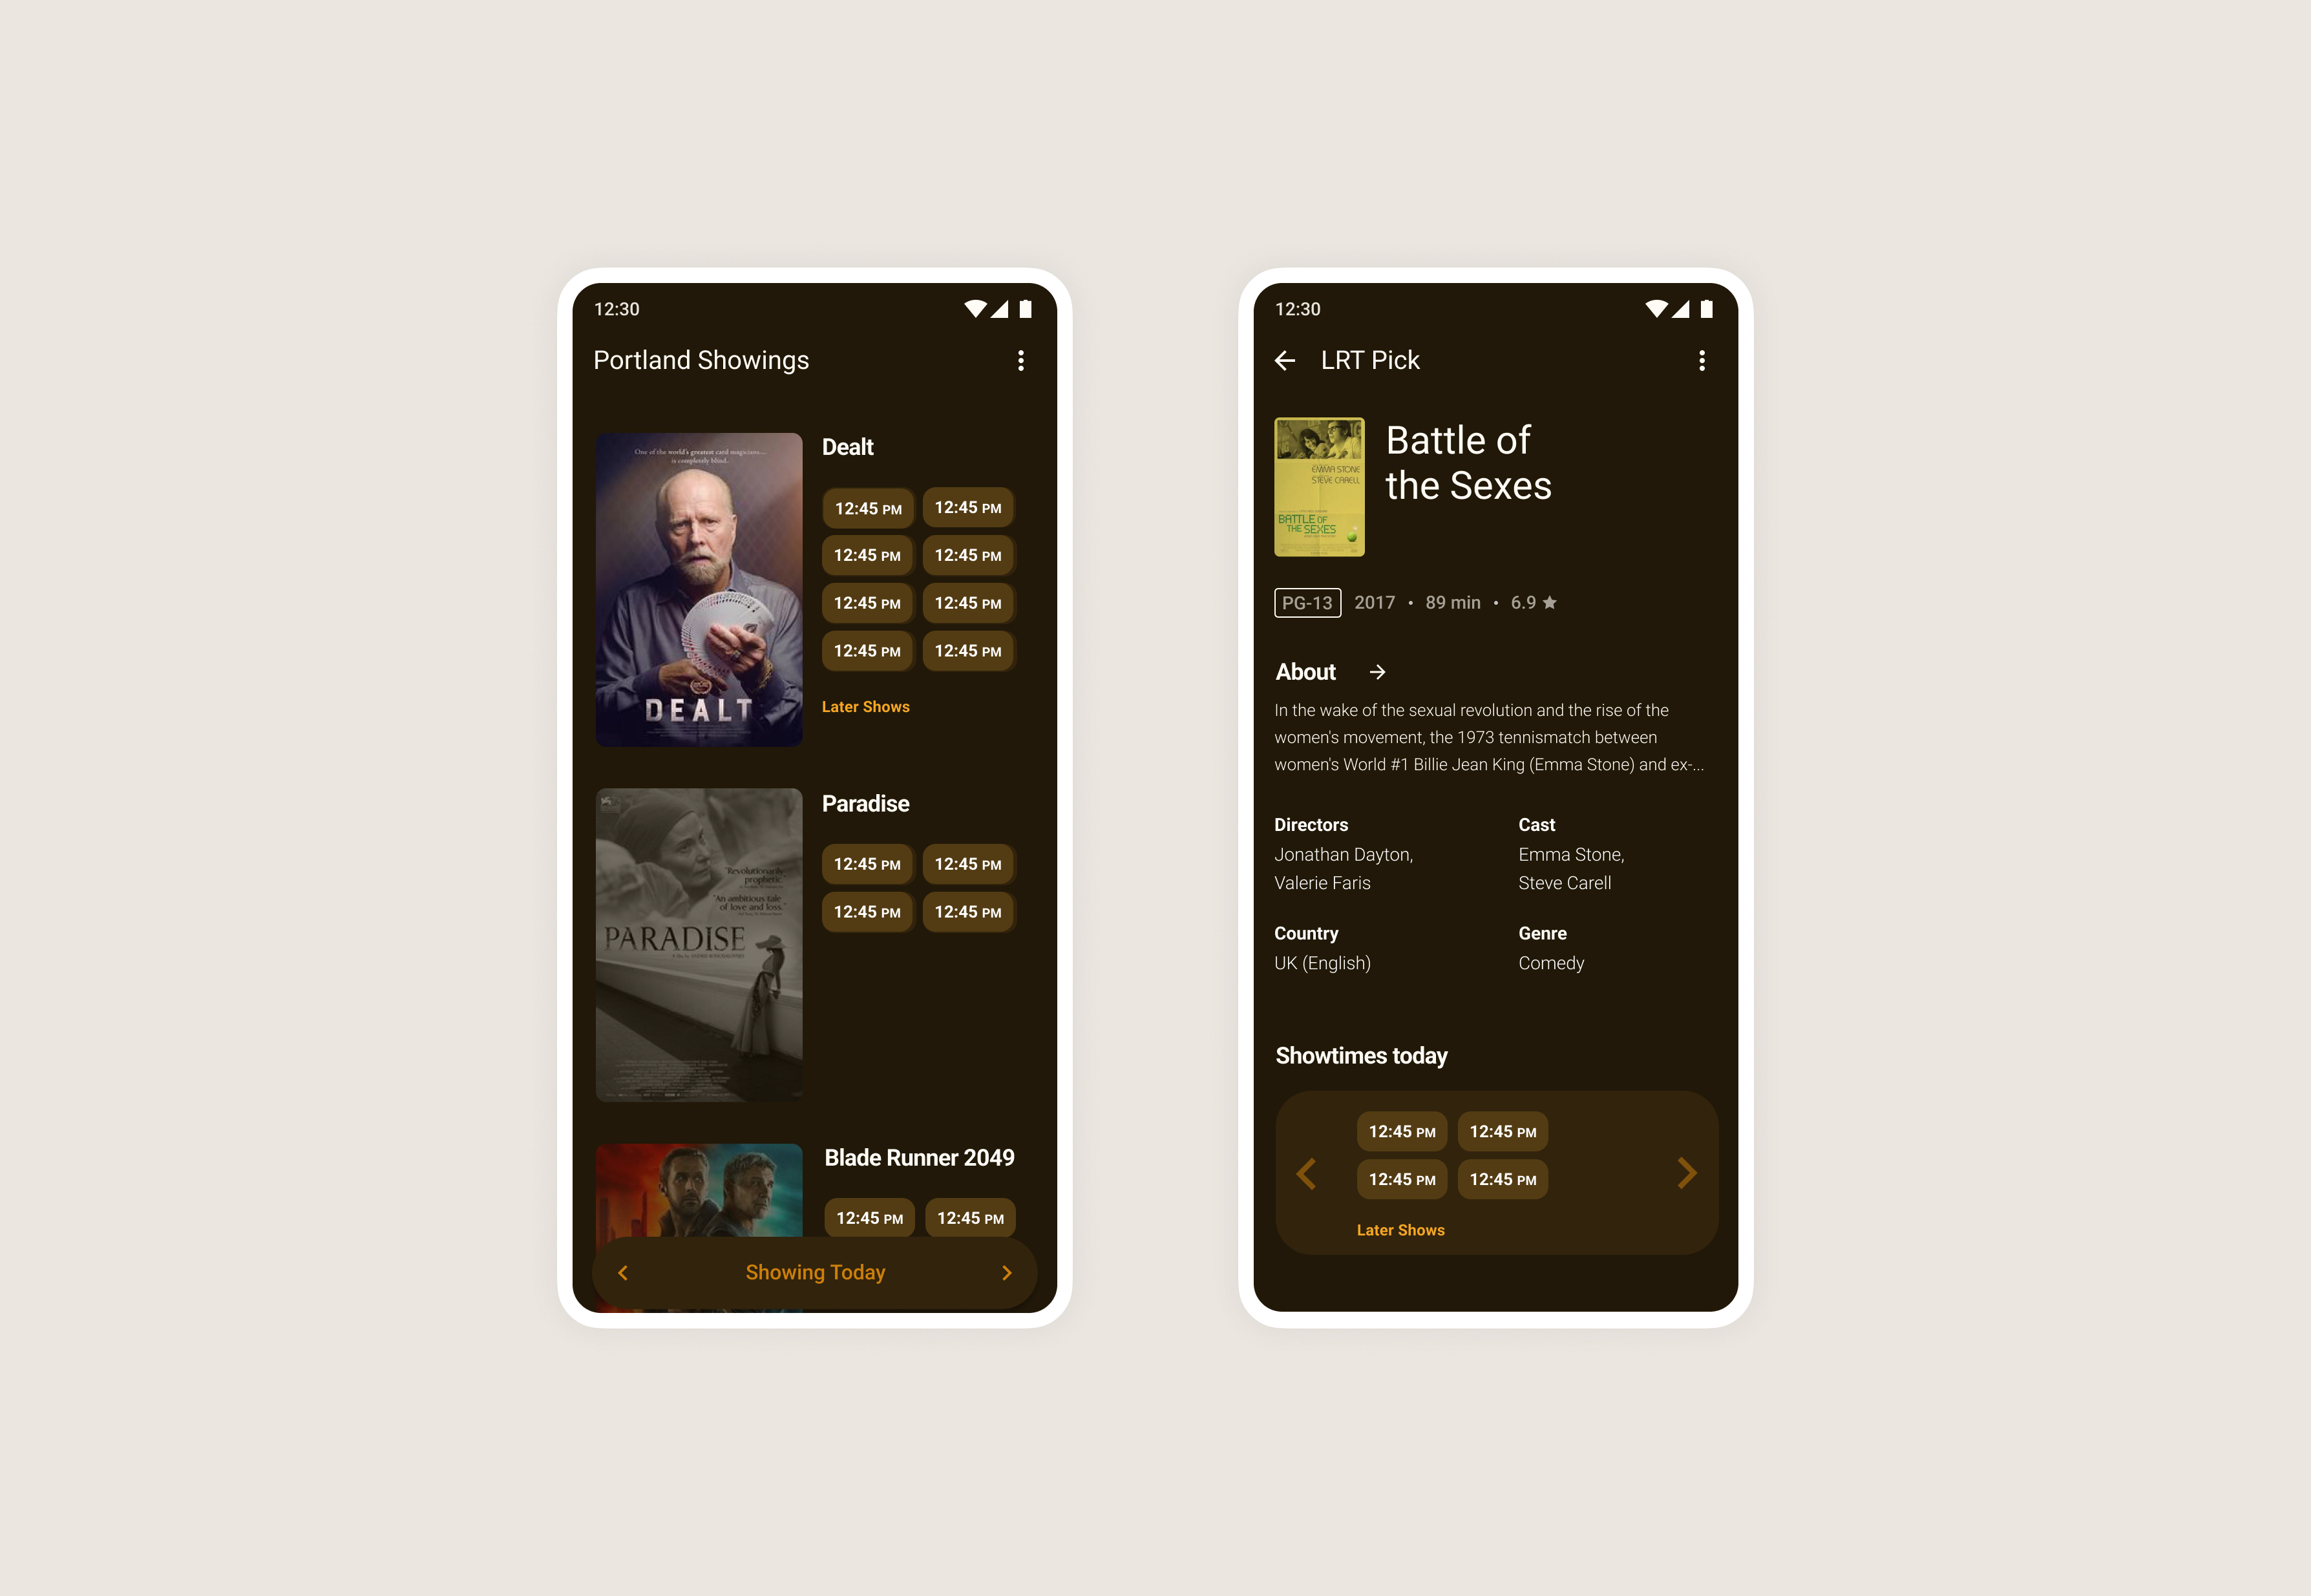 12:30
Portland Showings
One of the world's greatest card magicians...
is completely blind.
DEALT
Dealt
12:45 PM 12:45 PM
12:45 PM 12:45 PM
12:45 PM 12:45 PM
12:45 PM 12:45 PM
Later Shows
"Revolutionarily
prophetic."
"An ambitious tale
of love and loss."
PARADISE
Paradise
12:45 PM 12:45 PM
12:45 PM 12:45 PM
Blade Runner 2049
12:45 PM 12:45 PM
Showing Today
12:30
LRT Pick
EMMA STONE
STEVE CARELL
BATTLE OF
THE SEXES
Battle of
the Sexes
PG-13 2017 • 89 min • 6.9 ★
About →
In the wake of the sexual revolution and the rise of the
women's movement, the 1973 tennismatch between
women's World #1 Billie Jean King (Emma Stone) and ex-...
Directors
Jonathan Dayton,
Valerie Faris
Cast
Emma Stone,
Steve Carell
Country
UK (English)
Genre
Comedy
Showtimes today
12:45 PM 12:45 PM
12:45 PM 12:45 PM
Later Shows